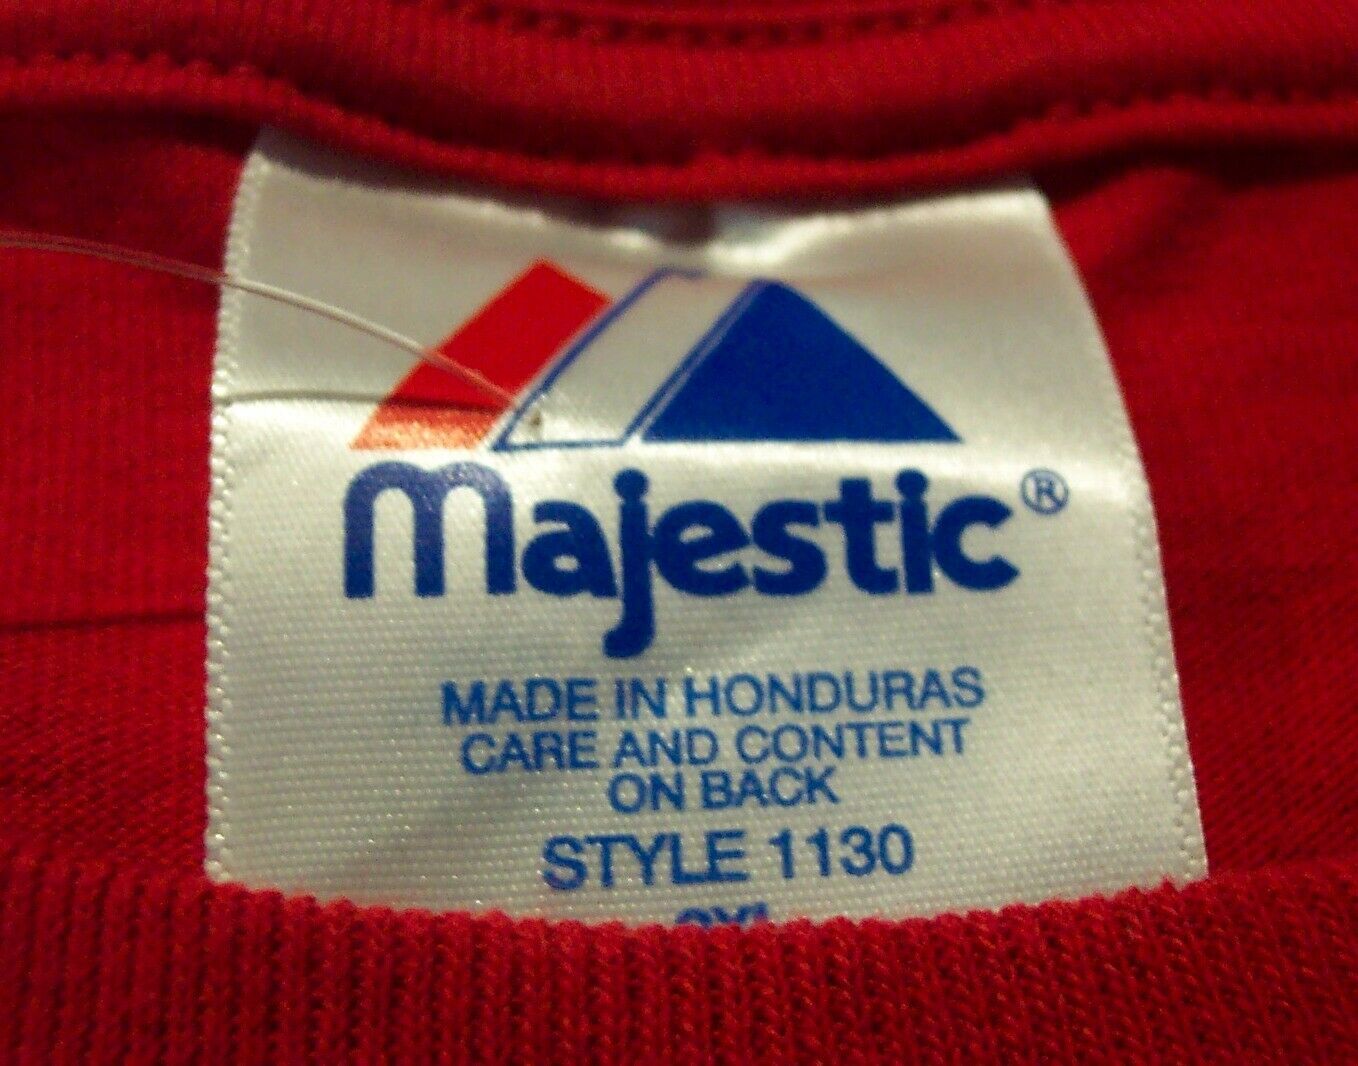 majestic®
MADE IN HONDURAS
CARE AND CONTENT
ON BACK
STYLE 1130